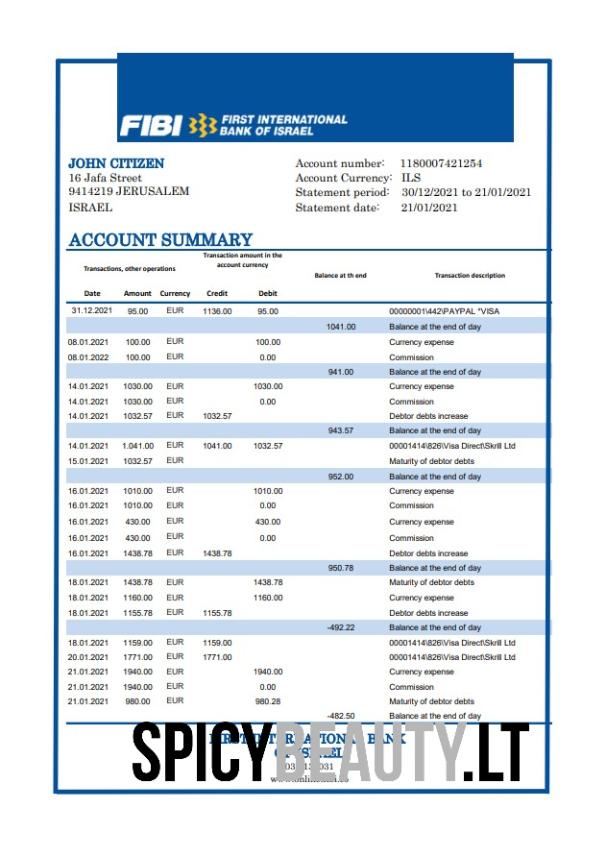 FIBI FIRST INTERNATIONAL
BANK OF ISRAEL
JOHN CITIZEN
16 Jafa Street
9414219 JERUSALEM
ISRAEL
Account number: 1180007421254
Account Currency: ILS
Statement period: 30/12/2021 to 21/01/2021
Statement date: 21/01/2021
ACCOUNT SUMMARY
Transactions, other operations
Transaction amount in the
account currency
Balance at th end
Transaction description
Date Amount Currency Credit Debit
31.12.2021 95.00 EUR 1136.00 95.00 00000001\442\PAYPAL *VISA
1041.00 Balance at the end of day
08.01.2021 100.00 EUR 100.00 Currency expense
08.01.2022 100.00 EUR 0.00 Commission
941.00 Balance at the end of day
14.01.2021 1030.00 EUR 1030.00 Currency expense
14.01.2021 1030.00 EUR 0.00 Commission
14.01.2021 1032.57 EUR 1032.57 Debtor debts increase
943.57 Balance at the end of day
14.01.2021 1.041.00 EUR 1041.00 1032.57 00001414\826\Visa Direct\Skrill Ltd
15.01.2021 1032.57 EUR Maturity of debtor debts
952.00 Balance at the end of day
16.01.2021 1010.00 EUR 1010.00 Currency expense
16.01.2021 1010.00 EUR 0.00 Commission
16.01.2021 430.00 EUR 430.00 Currency expense
16.01.2021 430.00 EUR 0.00 Commission
16.01.2021 1438.78 EUR 1438.78 Debtor debts increase
950.78 Balance at the end of day
18.01.2021 1438.78 EUR 1438.78 Maturity of debtor debts
18.01.2021 1160.00 EUR 1160.00 Currency expense
18.01.2021 1155.78 EUR 1155.78 Debtor debts increase
-492.22 Balance at the end of day
18.01.2021 1159.00 EUR 1159.00 00001414\826\Visa Direct\Skrill Ltd
20.01.2021 1771.00 EUR 1771.00 00001414\826\Visa Direct\Skrill Ltd
21.01.2021 1940.00 EUR 1940.00 Currency expense
21.01.2021 1940.00 EUR 0.00 Commission
21.01.2021 980.00 EUR 980.28 Maturity of debtor debts
-482.50 Balance at the end of day
FIRST INTERNATIONAL BANK
OF ISRAEL
SPICYBEAUTY.LT